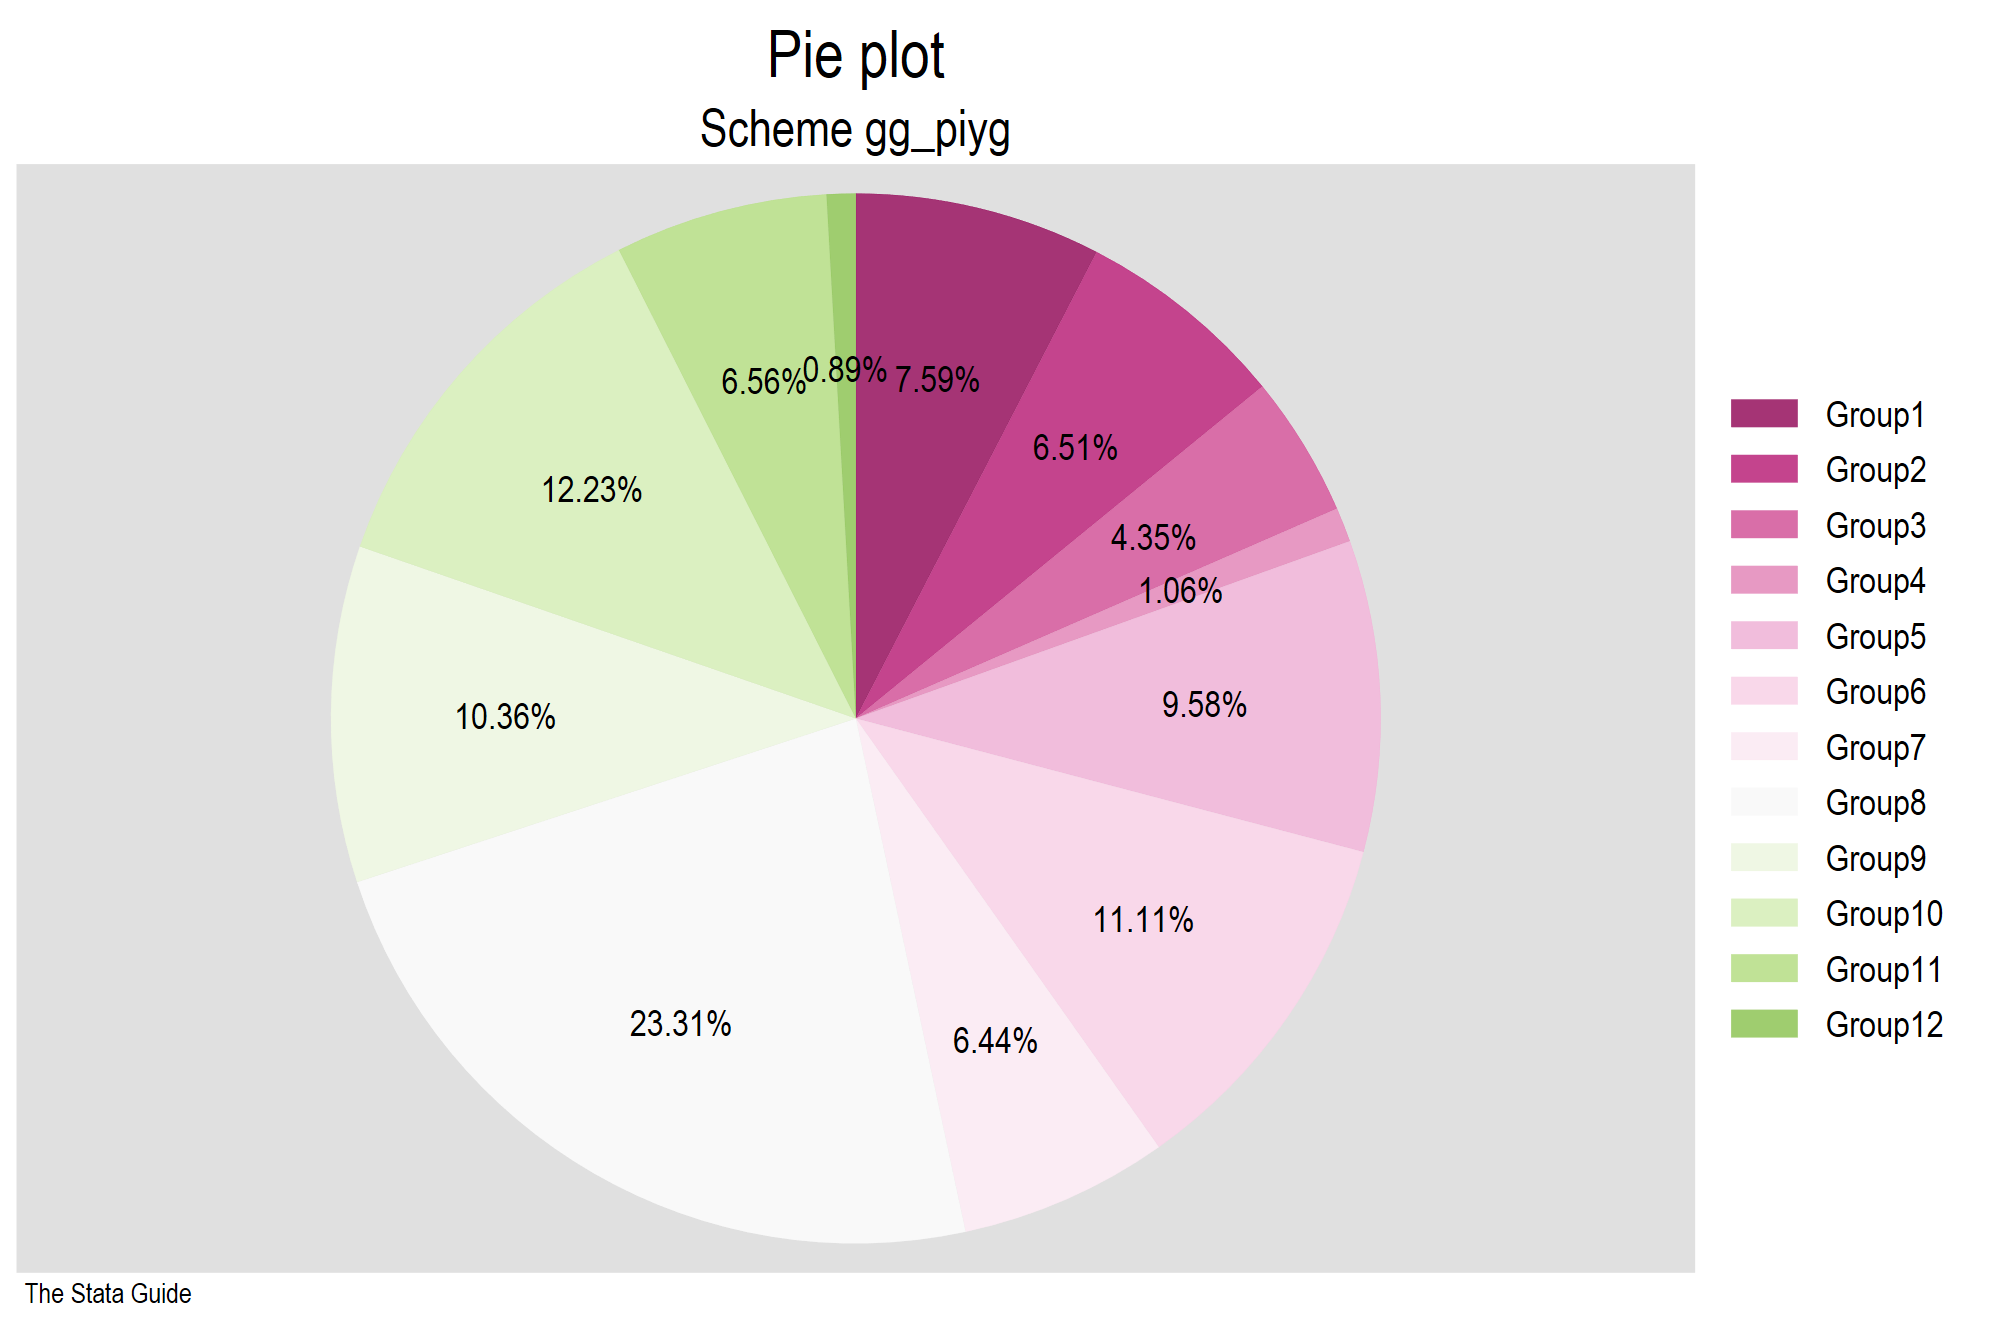 Pie plot
Scheme gg_piyg
0.89%
7.59%
6.56%
6.51%
12.23%
4.35%
1.06%
9.58%
10.36%
11.11%
23.31%
6.44%
Group1
Group2
Group3
Group4
Group5
Group6
Group7
Group8
Group9
Group10
Group11
Group12
The Stata Guide